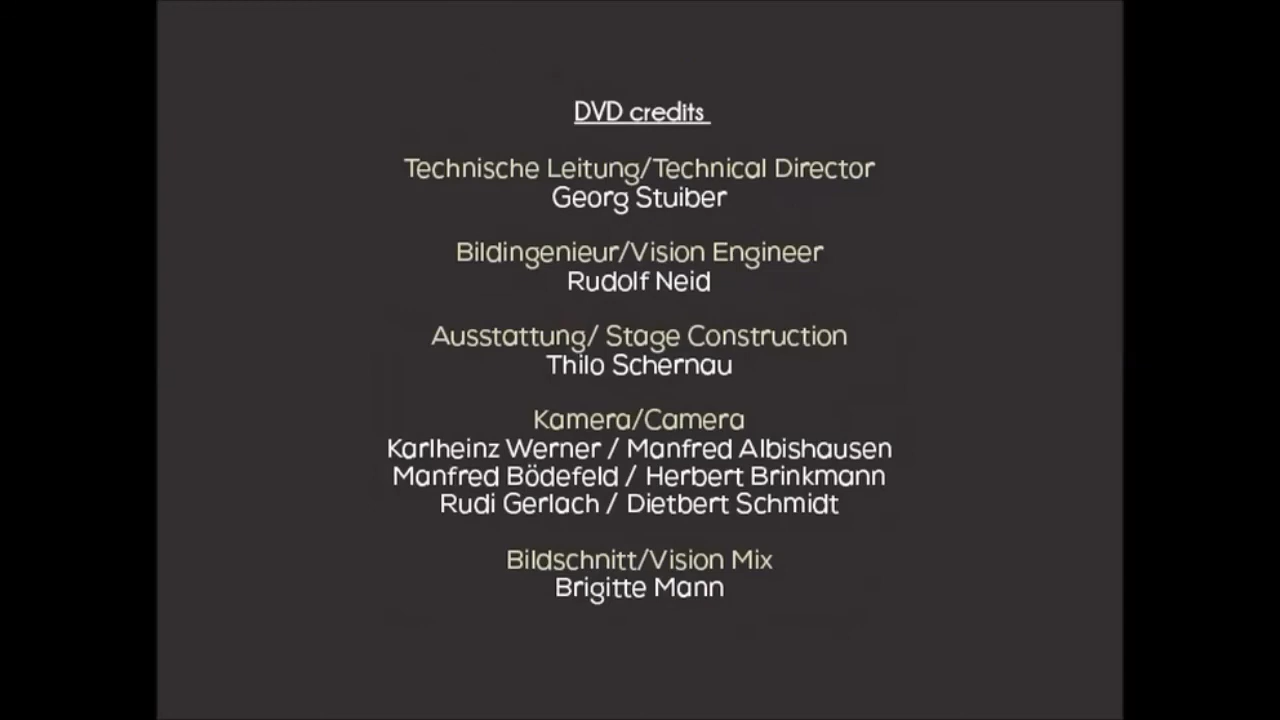 DVD credits
Technische Leitung/Technical Director
Georg Stuiber
Bildingenieur/Vision Engineer
Rudolf Neid
Ausstattung/ Stage Construction
Thilo Schernau
Kamera/Camera
Karlheinz Werner / Manfred Albishausen
Manfred Bödefeld / Herbert Brinkmann
Rudi Gerlach / Dietbert Schmidt
Bildschnitt/Vision Mix
Brigitte Mann